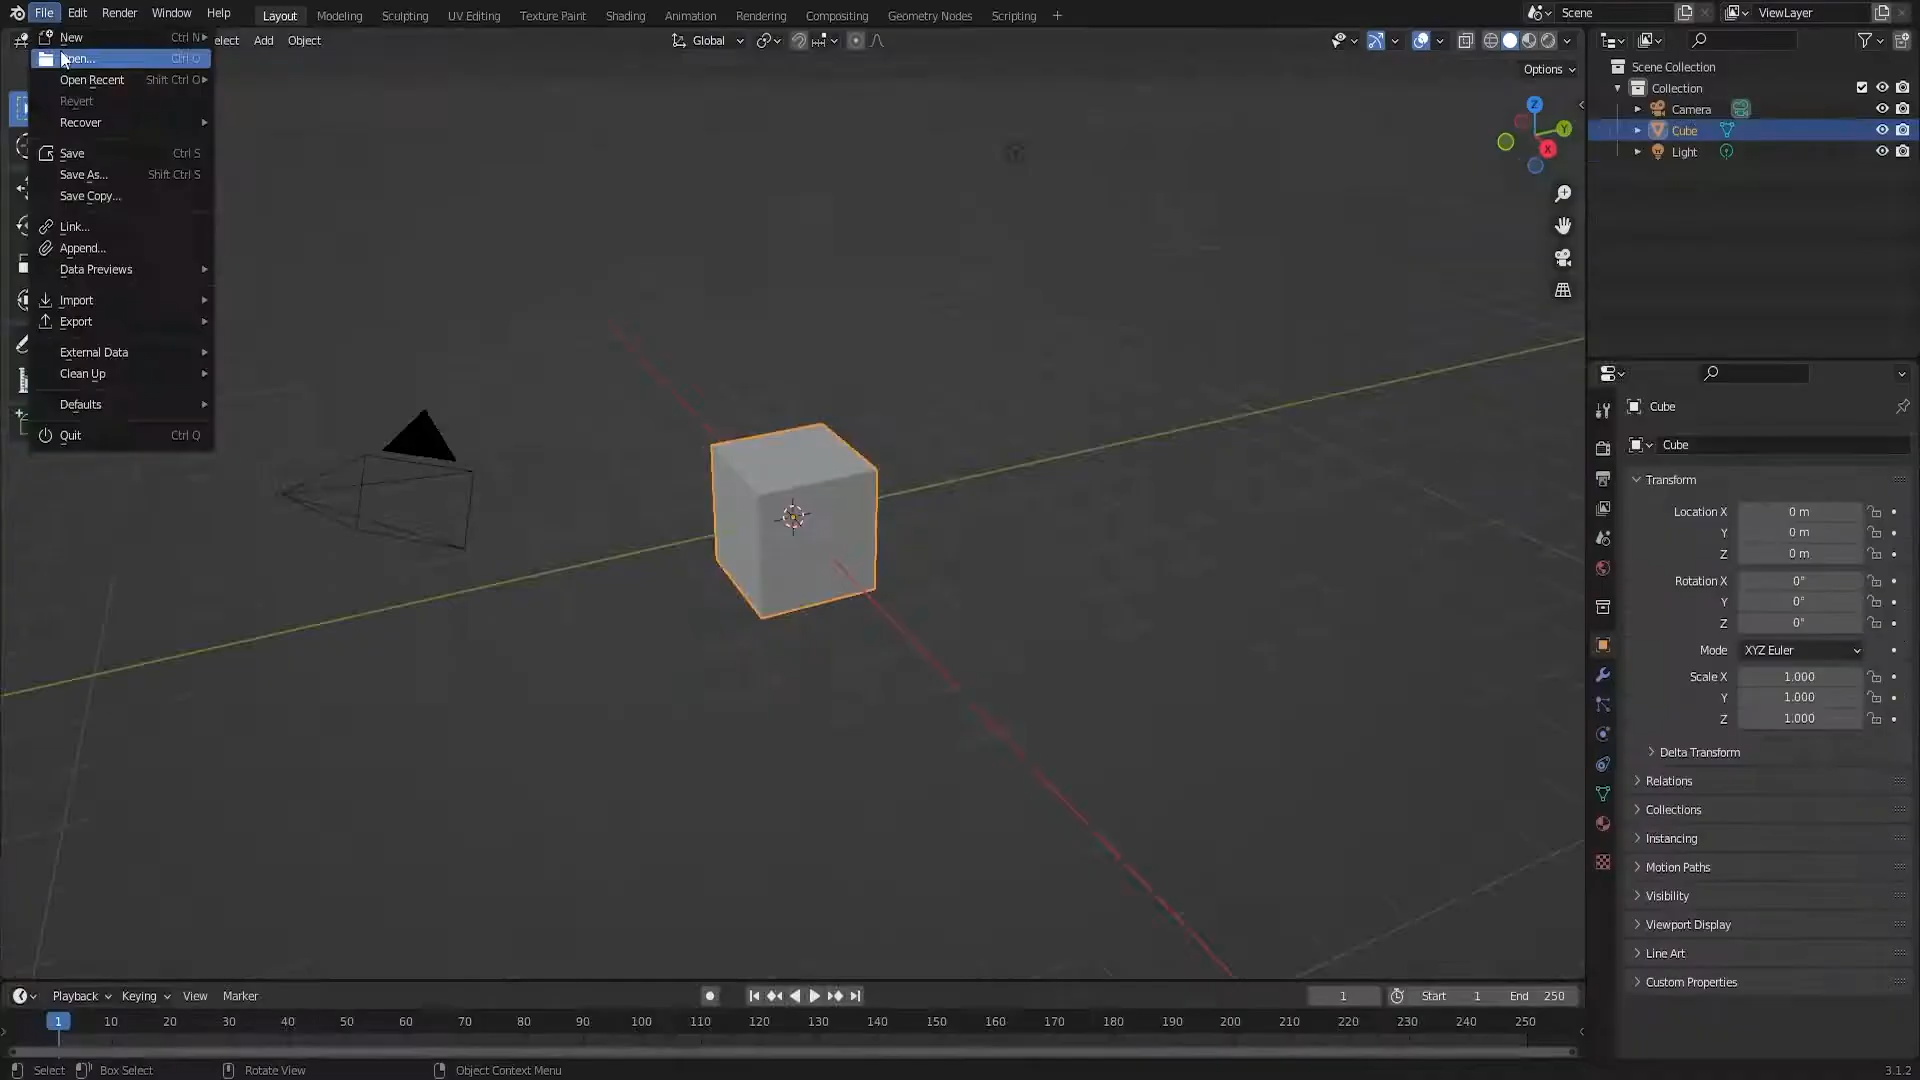 File Edit Render Window Help Layout Modeling Sculpting UV Editing Texture Paint Shading Animation Rendering Compositing Geometry Nodes Scripting + Scene ViewLayer
New Ctrl N
Ctrl O
Open Recent Shift Ctrl O
Revert
Recover
Save Ctrl S
Save As... Shift Ctrl S
Save Copy...
Link...
Append...
Data Previews
Import
Export
External Data
Clean Up
Defaults
Quit Ctrl Q
Add Object Global
Options
Z
Y
X
Scene Collection
Collection
Camera
Cube
Light
Cube
Cube
Transform
Location X 0 m
Y 0 m
Z 0 m
Rotation X 0°
Y 0°
Z 0°
Mode XYZ Euler
Scale X 1.000
Y 1.000
Z 1.000
Delta Transform
Relations
Collections
Instancing
Motion Paths
Visibility
Viewport Display
Line Art
Custom Properties
Playback Keying View Marker 1 Start 1 End 250
1 10 20 30 40 50 60 70 80 90 100 110 120 130 140 150 160 170 180 190 200 210 220 230 240 250
Select Box Select Rotate View Object Context Menu 3.1.2